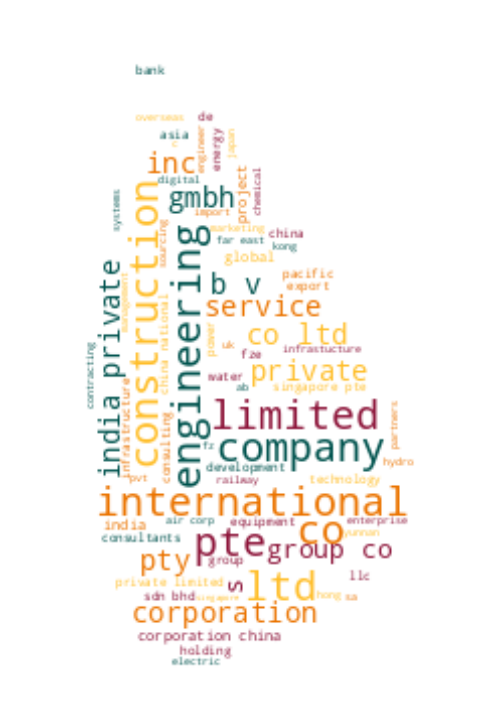 bank
overseas
de
asia
engineer
energy
japan
inc
digital
project
chemical
systems
gmbh
import
construction
sourcing
engineering
marketing
china
far east
kong
global
b v
pacific
export
india private
management
china national
service
power
co ltd
uk
fze
infrastucture
contracting
private
water
ab
singapore pte
infrastructure
consulting
limited
partners
company
fz
development
hydro
pvt
railway
technology
international
india
air corp
equipment
enterprise
consultants
co
yunnan
pte
group co
pty
group
llc
private limited
s
ltd
sdn bhd
singapore
hong
sa
corporation
corporation china
holding
electric